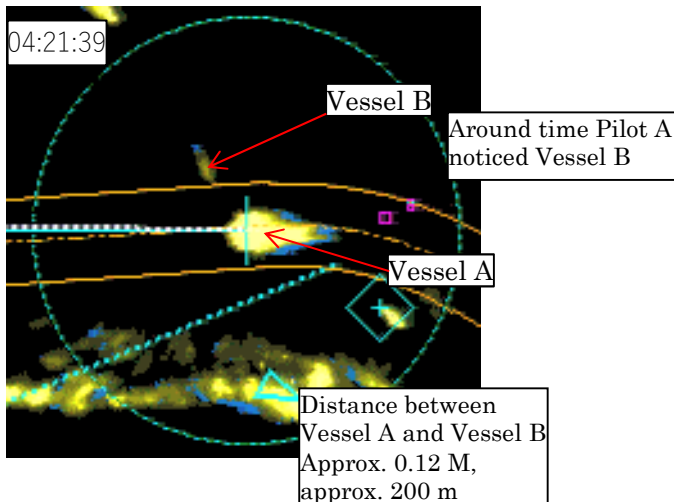 04:21:39
Vessel B
Around time Pilot A
noticed Vessel B
Vessel A
Distance between
Vessel A and Vessel B
Approx. 0.12 M,
approx. 200 m